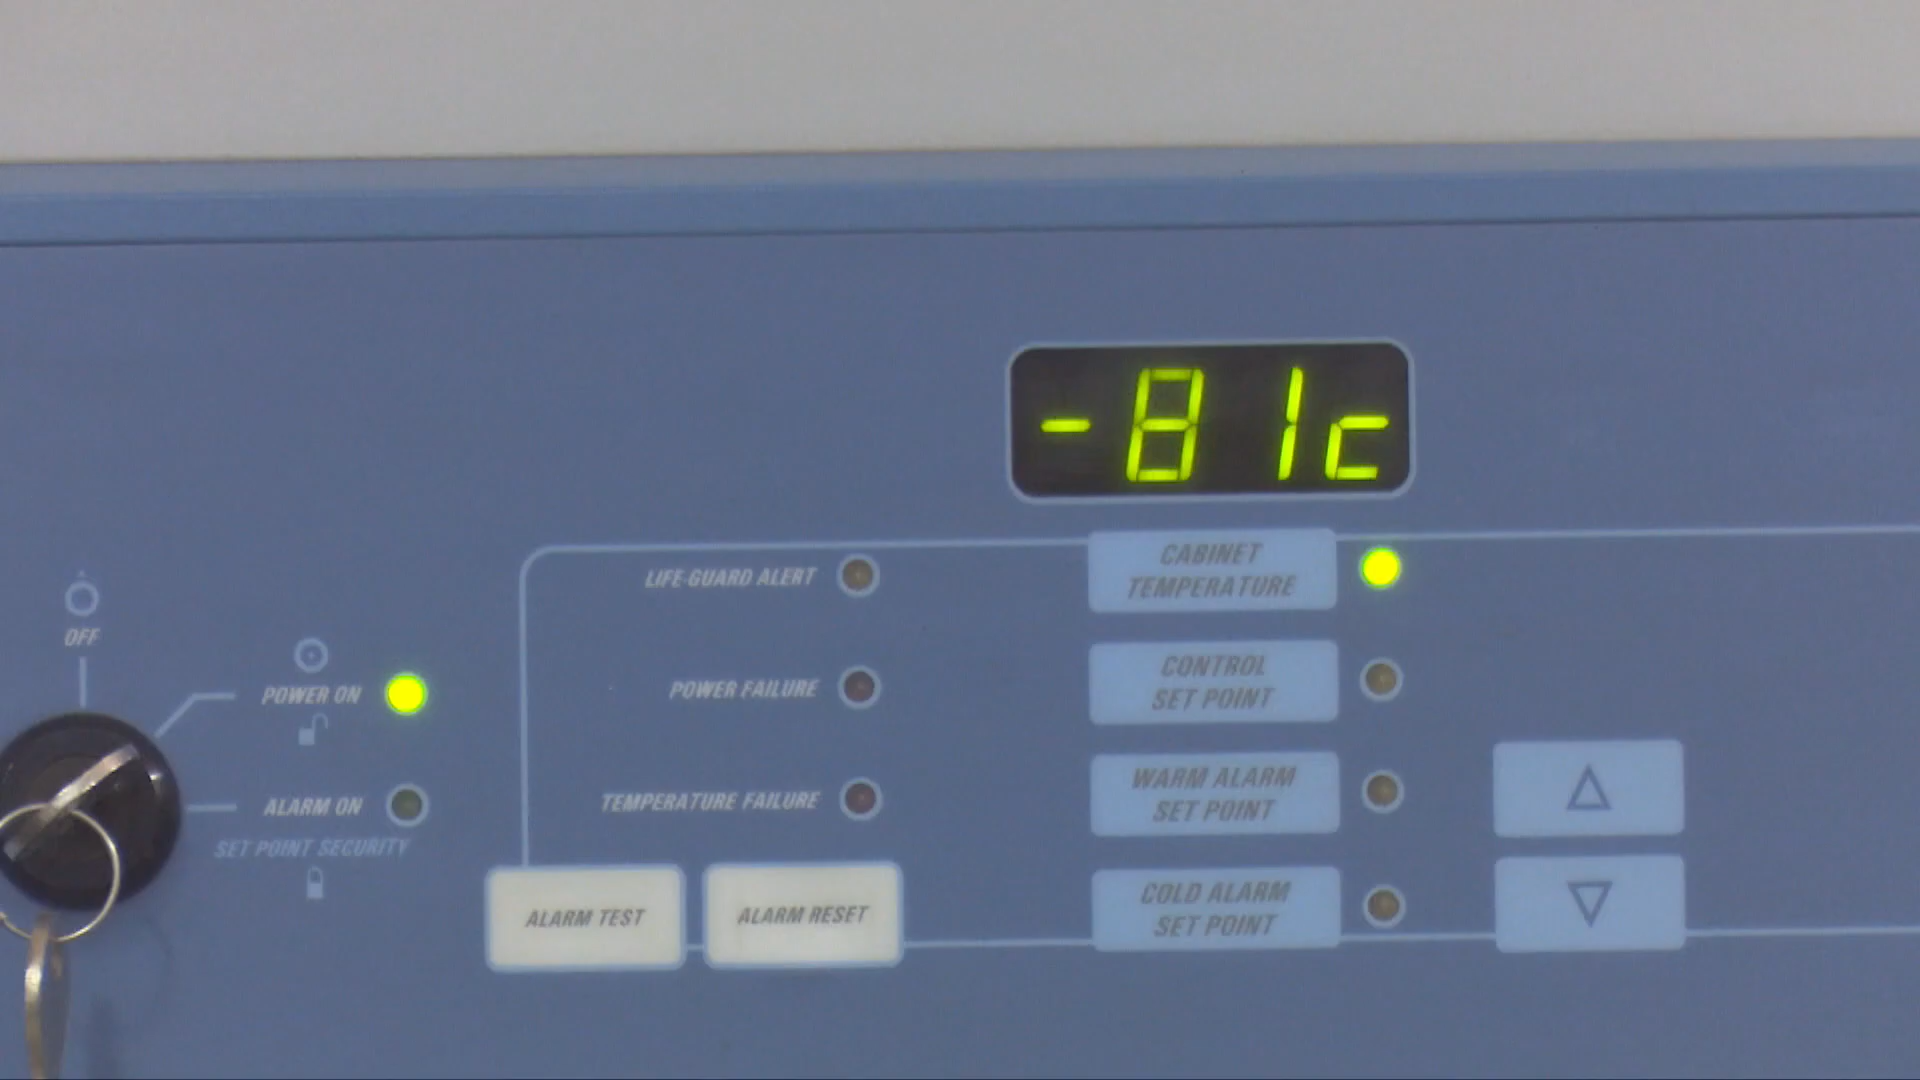 -81c
CABINET
TEMPERATURE
LIFE-GUARD ALERT
OFF
CONTROL
SET POINT
POWER ON
POWER FAILURE
WARM ALARM
SET POINT
ALARM ON
TEMPERATURE FAILURE
SET POINT SECURITY
COLD ALARM
SET POINT
ALARM TEST
ALARM RESET